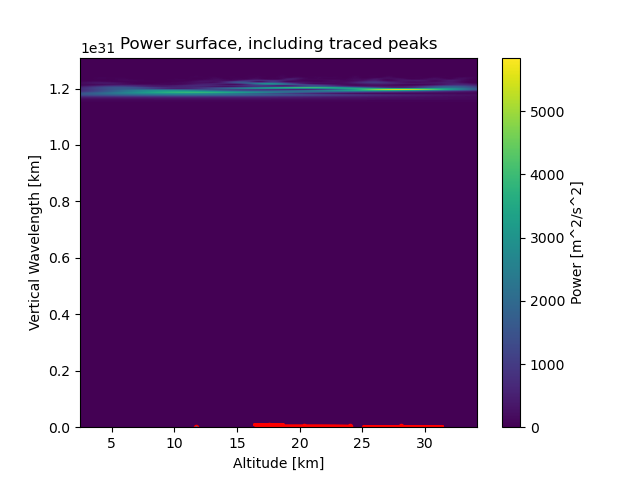 1e31
Power surface, including traced peaks
Vertical Wavelength [km]
1.2
1.0
0.8
0.6
0.4
0.2
0.0
5 10 15 20 25 30
Altitude [km]
5000
4000
3000
2000
1000
0
Power [m^2/s^2]